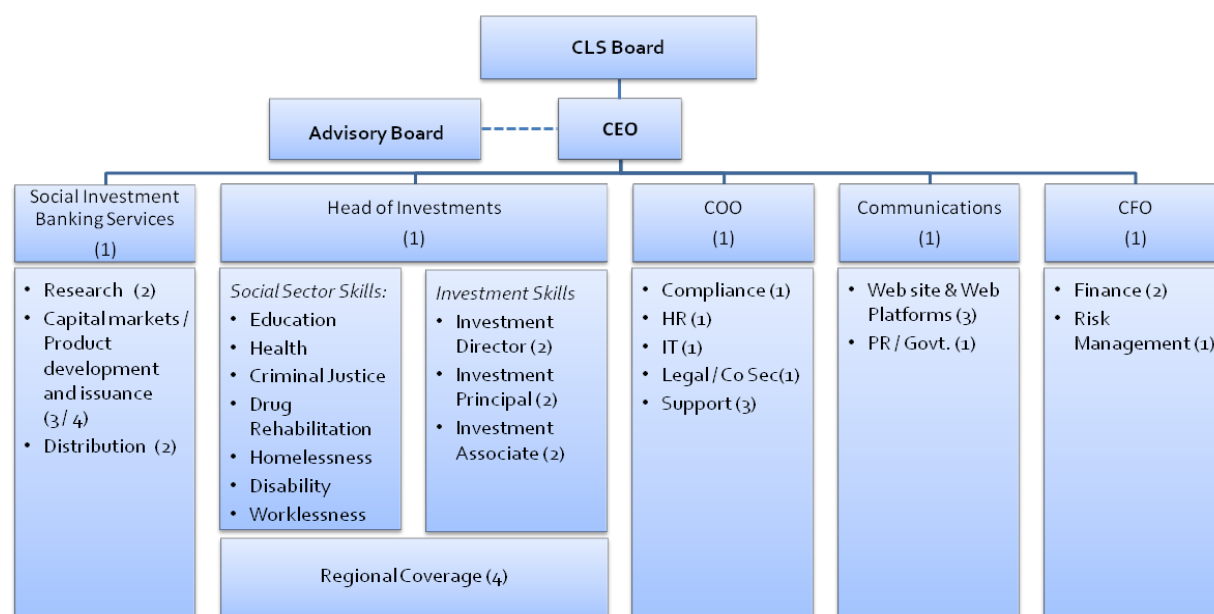 CLS Board
Advisory Board
CEO
Social Investment
Banking Services
(1)
Head of Investments
(1)
COO
(1)
Communications
(1)
CFO
(1)
• Research (2)
• Capital markets /
Product
development
and issuance
(3/ 4)
• Distribution (2)
Social Sector Skills:
• Education
• Health
• Criminal Justice
• Drug
Rehabilitation
• Homelessness
• Disability
• Worklessness
Investment Skills
• Investment
Director (2)
• Investment
Principal (2)
• Investment
Associate (2)
Regional Coverage (4)
• Compliance (1)
• HR (1)
• IT (1)
• Legal / Co Sec(1)
• Support (3)
• Web site & Web
Platforms (3)
• PR / Govt. (1)
• Finance (2)
• Risk
Management (1)